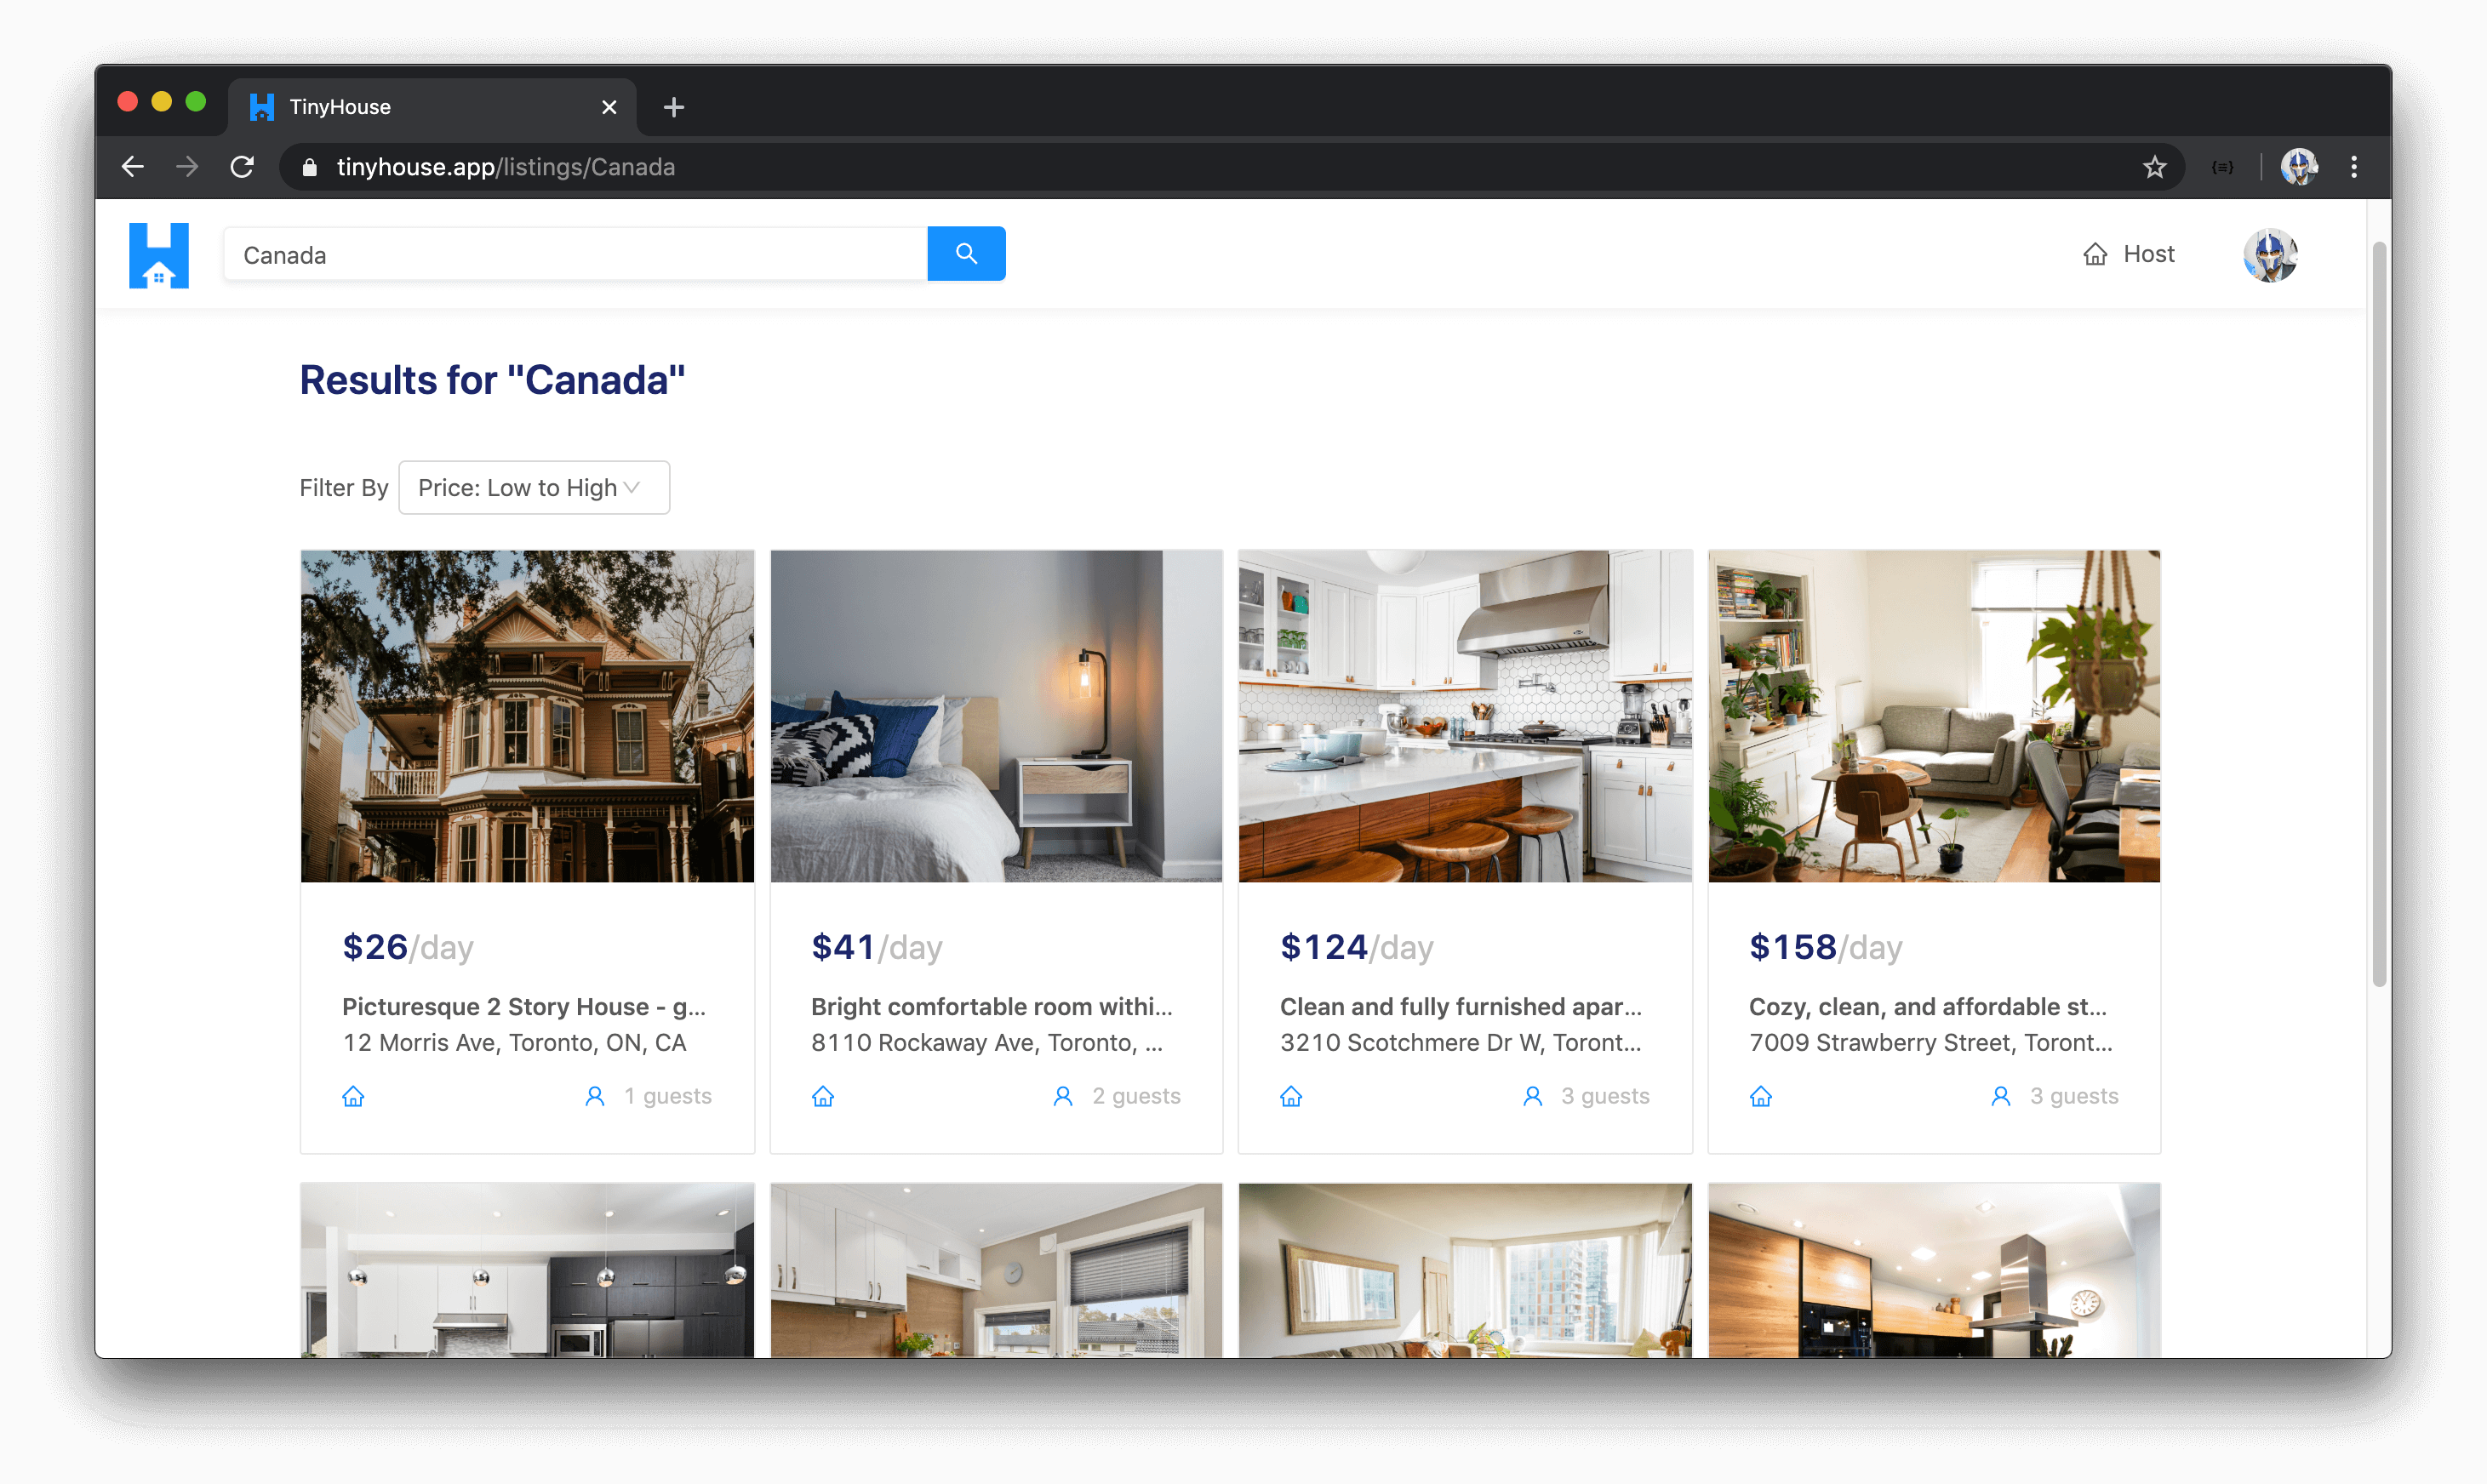 TinyHouse
tinyhouse.app/listings/Canada
Canada
Host
Results for "Canada"
Filter By Price: Low to High
$26/day
Picturesque 2 Story House - g...
12 Morris Ave, Toronto, ON, CA
1 guests
$41/day
Bright comfortable room withi...
8110 Rockaway Ave, Toronto, ...
2 guests
$124/day
Clean and fully furnished apar...
3210 Scotchmere Dr W, Toront...
3 guests
$158/day
Cozy, clean, and affordable st...
7009 Strawberry Street, Toront...
3 guests